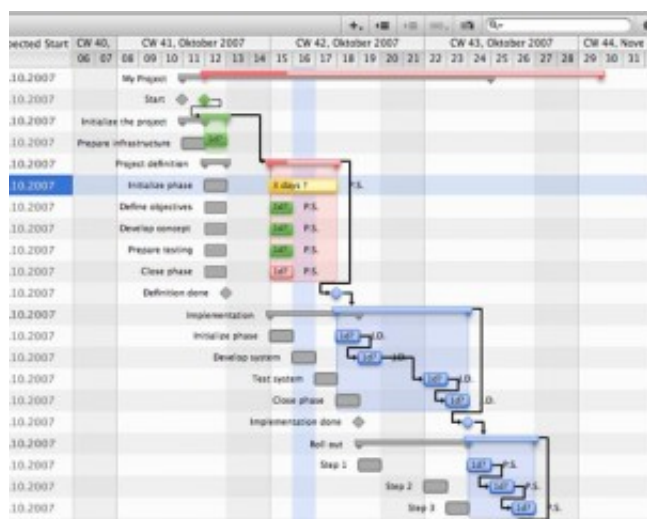 ected Start CW 40, CW 41, Oktober 2007 CW 42, Oktober 2007 CW 43, Oktober 2007 CW 44, Nove
06 07 08 09 10 11 12 13 14 15 16 17 18 19 20 21 22 23 24 25 26 27 28 29 30 31
.10.2007 My Project
.10.2007 Start
.10.2007 Initialize the project
.10.2007 Prepare infrastructure 1d?
.10.2007 Project definition
.10.2007 Initialize phase 3 days ? P.S.
.10.2007 Define objectives 1d? P.S.
.10.2007 Develop concept 1d? P.S.
.10.2007 Prepare testing 1d? P.S.
.10.2007 Close phase 1d? P.S.
.10.2007 Definition done
.10.2007 Implementation
.10.2007 Initialize phase 1d? J.D.
.10.2007 Develop system 1d? J.D.
.10.2007 Test system 1d? J.D.
.10.2007 Close phase 1d? J.D.
.10.2007 Implementation done
.10.2007 Roll out
.10.2007 Step 1 1d? P.S.
.10.2007 Step 2 1d? P.S.
.10.2007 Step 3 1d? P.S.